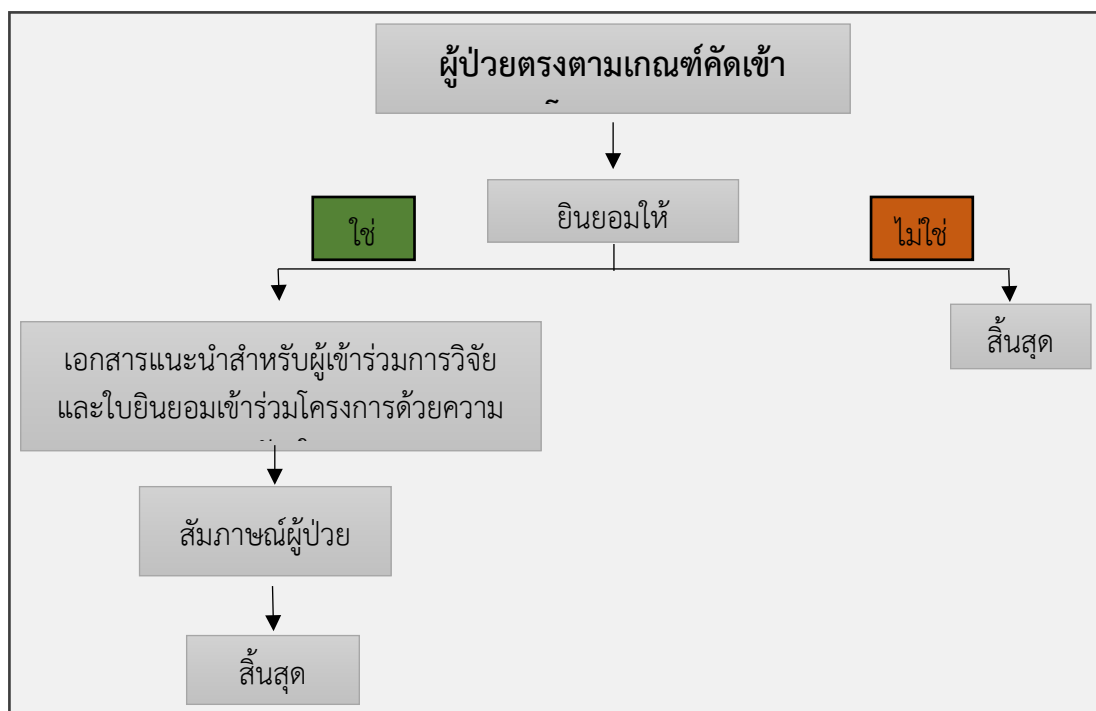 ผู้ป่วยตรงตามเกณฑ์คัดเข้า
ยินยอมให้
ใช่
ไม่ใช่
เอกสารแนะนำสำหรับผู้เข้าร่วมการวิจัย
และใบยินยอมเข้าร่วมโครงการด้วยความ
สิ้นสุด
สัมภาษณ์ผู้ป่วย
สิ้นสุด